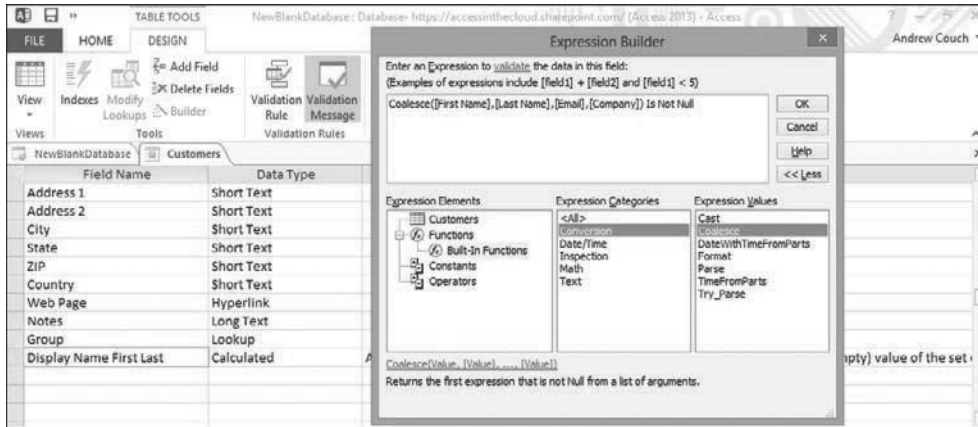 TABLE TOOLS
NewBlankDatabase : Database- https://accessinthecloud.sharepoint.com/ (Access 2013) - Access
FILE HOME DESIGN
Andrew Couch
View
Indexes
Modify Lookups
Add Field
Delete Fields
Builder
Validation Rule
Validation Message
Views
Tools
Validation Rules
NewBlankDatabase
Customers
Field Name Data Type
Address 1 Short Text
Address 2 Short Text
City Short Text
State Short Text
ZIP Short Text
Country Short Text
Web Page Hyperlink
Notes Long Text
Group Lookup
Display Name First Last Calculated
pty) value of the set
Expression Builder
Enter an Expression to validate the data in this field:
(Examples of expressions include [field1] + [field2] and [field1] < 5)
Coalesce([First Name],[Last Name],[Email],[Company]) Is Not Null
OK
Cancel
Help
<< Less
Expression Elements
Customers
Functions
Built-In Functions
Constants
Operators
Expression Categories
<All>
Conversion
Date/Time
Inspection
Math
Text
Expression Values
Cast
Coalesce
DateWithTimeFromParts
Format
Parse
TimeFromParts
Try_Parse
Coalesce(Value, [Value], ..., [Value])
Returns the first expression that is not Null from a list of arguments.